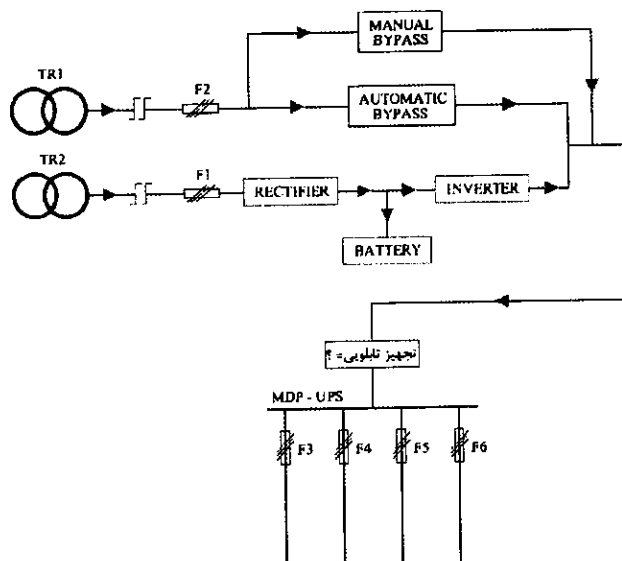 MANUAL
BYPASS
TR1
F2
AUTOMATIC
BYPASS
TR2
F1
RECTIFIER
INVERTER
BATTERY
تجهیز تابلویی= ؟
MDP - UPS
F3
F4
F5
F6